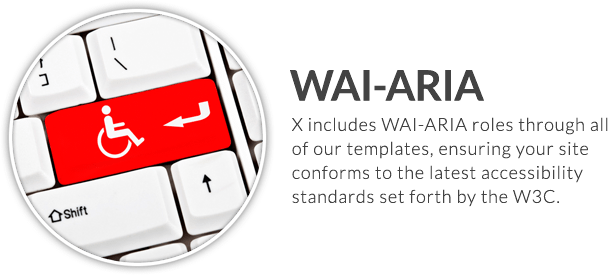 WAI-ARIA
X includes WAI-ARIA roles through all
of our templates, ensuring your site
conforms to the latest accessibility
standards set forth by the W3C.
]
|
\
Shift